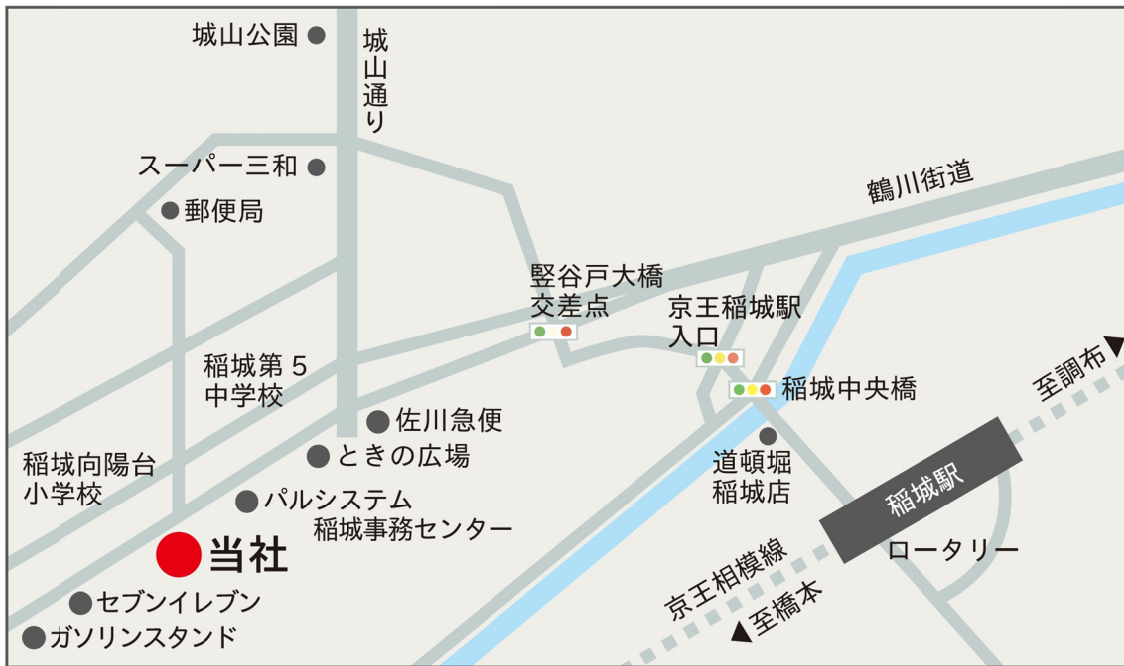 城山公園
城山通り
スーパー三和
郵便局
鶴川街道
竪谷戸大橋
交差点
京王稲城駅
入口
稲城第5
中学校
稲城中央橋
至調布
佐川急便
ときの広場
稲城向陽台
小学校
道頓堀
稲城店
稲城駅
パルシステム
稲城事務センター
当社
ロータリー
京王相模線
至橋本
セブンイレブン
ガソリンスタンド